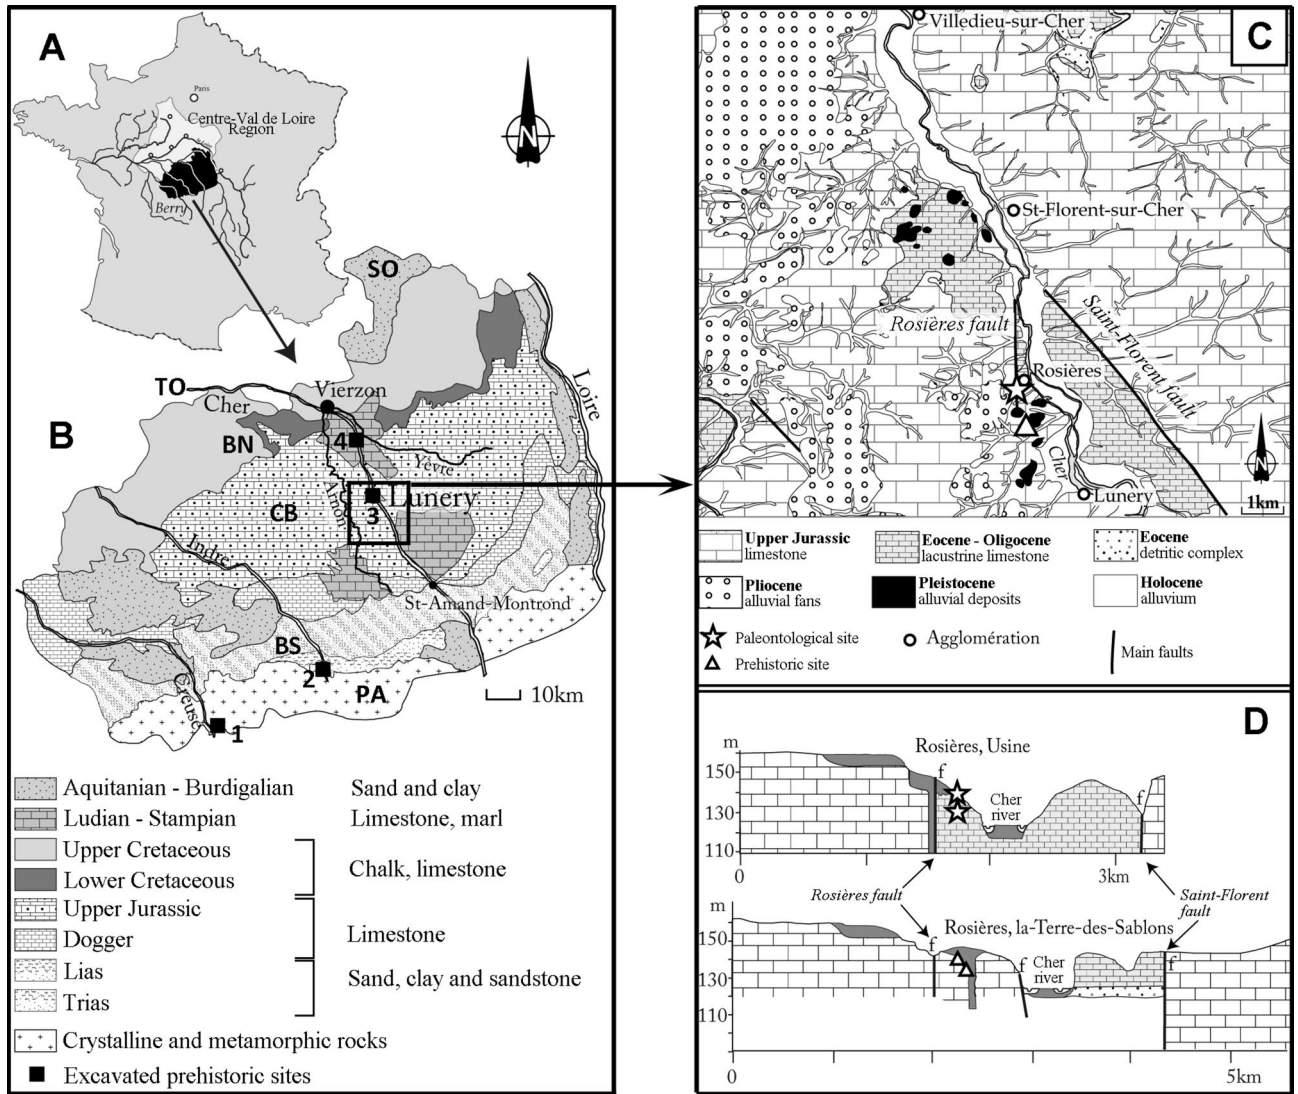 A
Paris
Centre-Val de Loire
Region
Berry
N
SO
TO
Vierzon
Cher
Loire
B
BN
4
Yèvre
Arnon
Lunery
CB
3
Indre
St-Amand-Montrond
BS
2
PA
10km
Creuse
1
Aquitanian - Burdigalian
Sand and clay
Ludian - Stampian
Limestone, marl
Upper Cretaceous
Chalk, limestone
Lower Cretaceous
Upper Jurassic
Limestone
Dogger
Lias
Sand, clay and sandstone
Trias
Crystalline and metamorphic rocks
Excavated prehistoric sites
Villedieu-sur-Cher
C
St-Florent-sur-Cher
Rosières fault
Saint-Florent fault
Rosières
Cher
Lunery
N
1km
Upper Jurassic
limestone
Eocene - Oligocene
lacustrine limestone
Eocene
detritic complex
Pliocene
alluvial fans
Pleistocene
alluvial deposits
Holocene
alluvium
Paleontological site
Agglomération
Prehistoric site
Main faults
D
m
Rosières, Usine
150
f
Cher
river
f
130
110
0
3km
Rosières fault
Saint-Florent
fault
m
Rosières, la-Terre-des-Sablons
150
f
f
Cher
river
f
130
110
0
5km